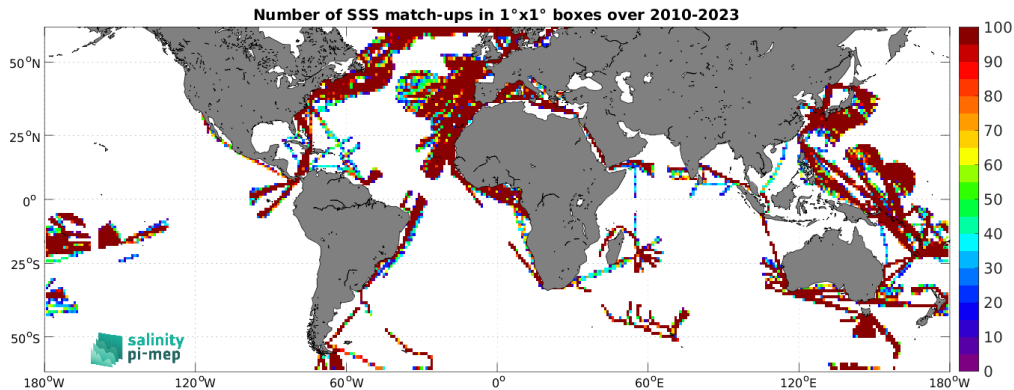 Number of SSS match-ups in 1°x1° boxes over 2010-2023
50°N
25°N
0°
25°S
50°S
180°W
120°W
60°W
0°
60°E
120°E
180°W
100
90
80
70
60
50
40
30
20
10
0
salinity
pi-mep